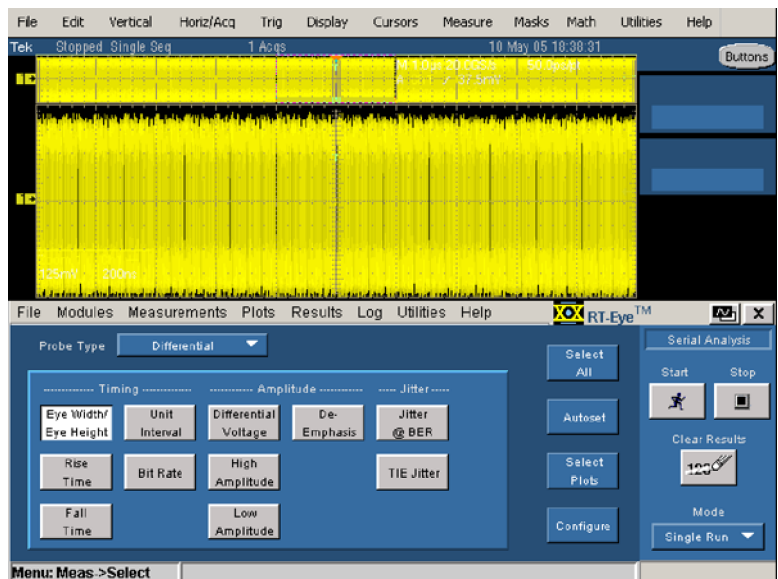 File Edit Vertical Horiz/Acq Trig Display Cursors Measure Masks Math Utilities Help
Tek Stopped Single Seq 1 Acqs 10 May 05 18:38:31
Buttons
125mV 200ns
File Modules Measurements Plots Results Log Utilities Help RT-Eye™
Probe Type Differential
Timing Amplitude Jitter
Eye Width/
Eye Height
Unit
Interval
Differential
Voltage
De-
Emphasis
Jitter
@ BER
Rise
Time
Bit Rate
High
Amplitude
TIE Jitter
Fall
Time
Low
Amplitude
Select
All
Autoset
Select
Plots
Configure
Serial Analysis
Start Stop
Clear Results
123
Mode
Single Run
Menu: Meas->Select